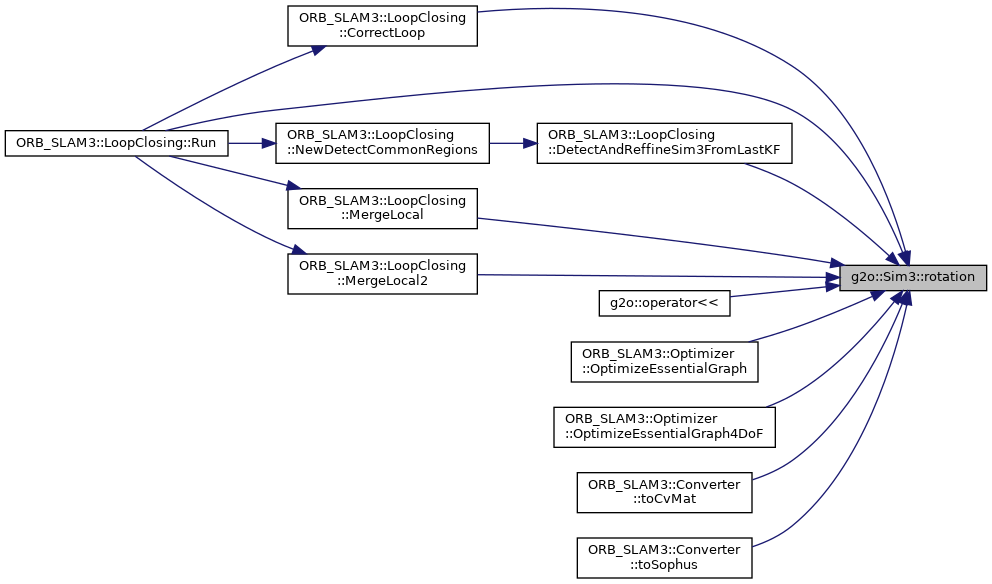 ORB_SLAM3::LoopClosing
::CorrectLoop
ORB_SLAM3::LoopClosing::Run
ORB_SLAM3::LoopClosing
::NewDetectCommonRegions
ORB_SLAM3::LoopClosing
::DetectAndReffineSim3FromLastKF
ORB_SLAM3::LoopClosing
::MergeLocal
ORB_SLAM3::LoopClosing
::MergeLocal2
g2o::Sim3::rotation
g2o::operator<<
ORB_SLAM3::Optimizer
::OptimizeEssentialGraph
ORB_SLAM3::Optimizer
::OptimizeEssentialGraph4DoF
ORB_SLAM3::Converter
::toCvMat
ORB_SLAM3::Converter
::toSophus